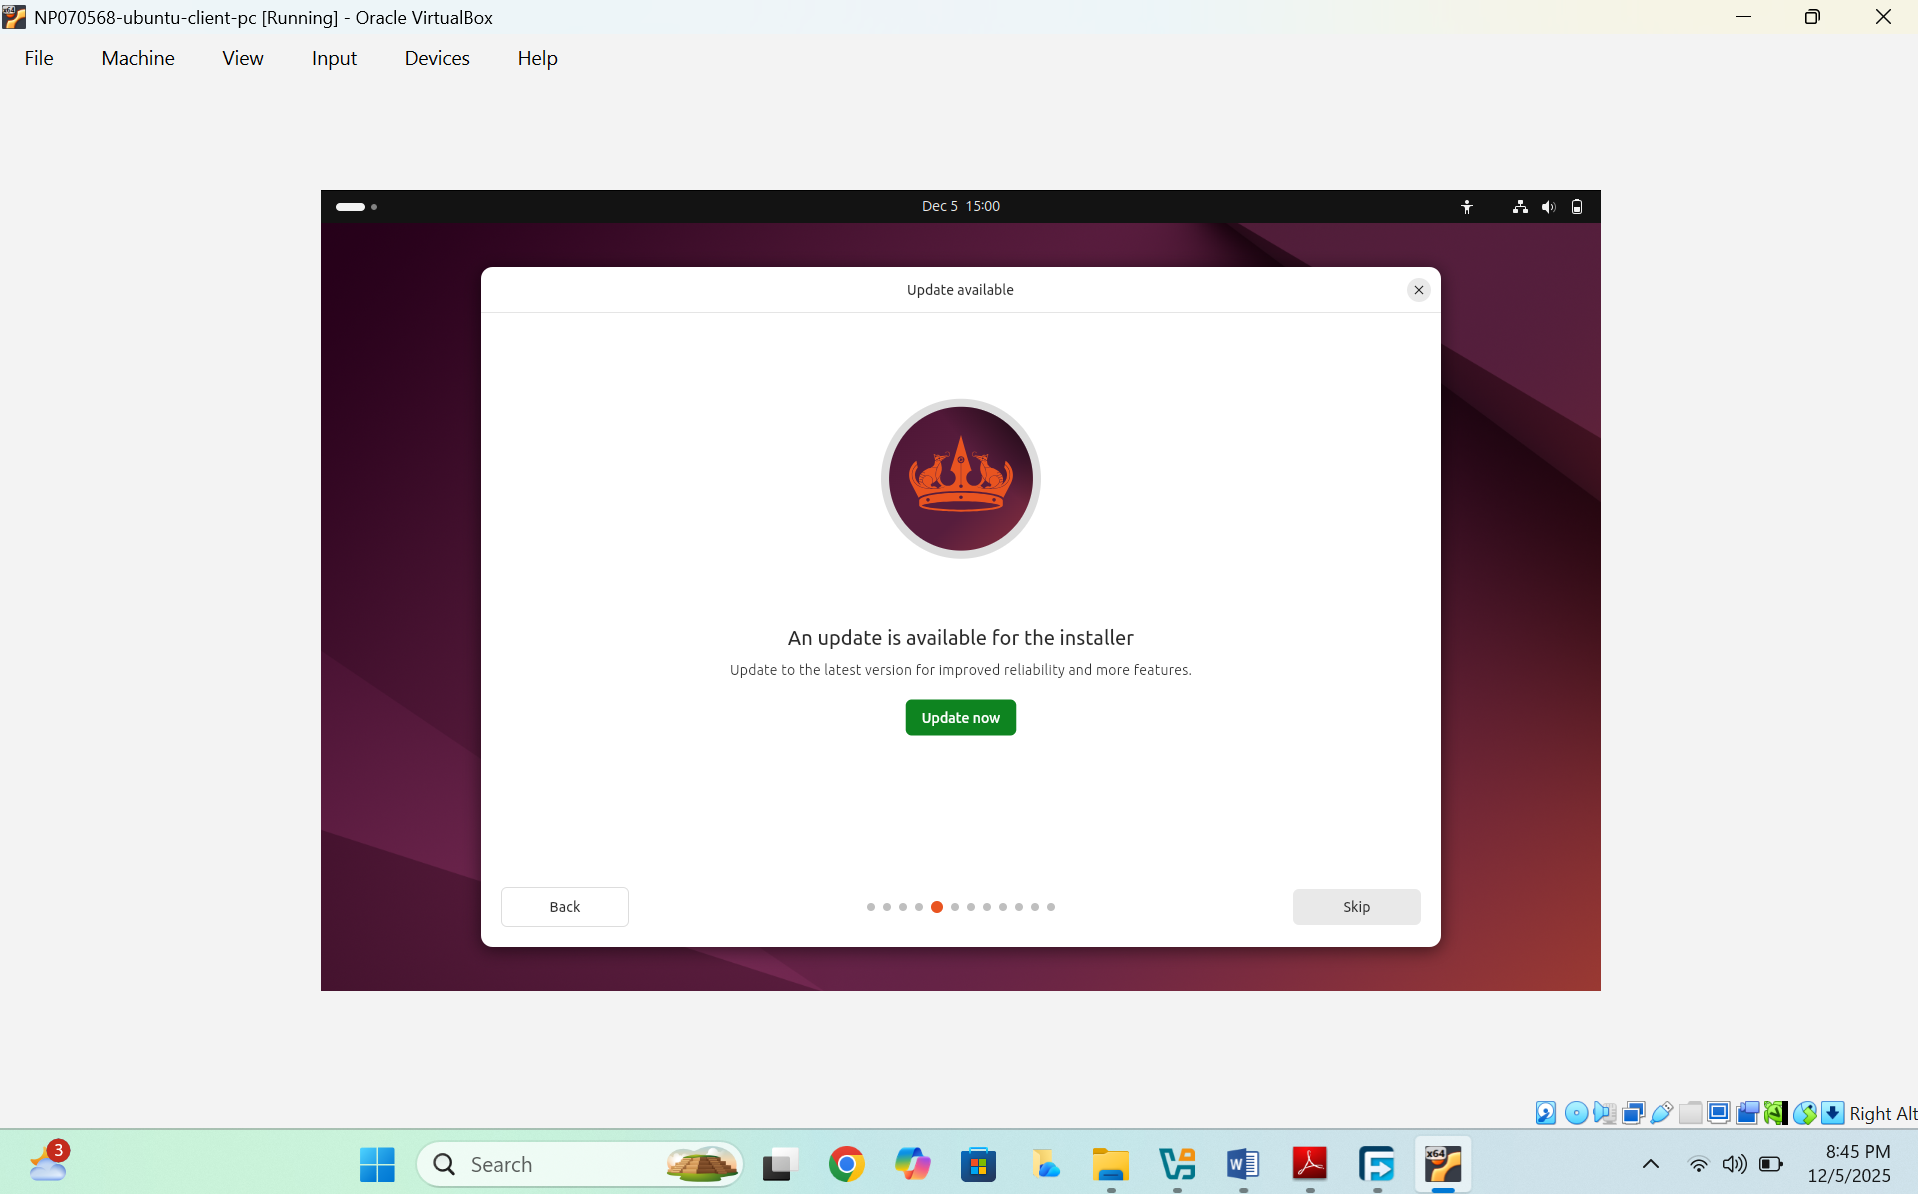 NP070568-ubuntu-client-pc [Running] - Oracle VirtualBox
File Machine View Input Devices Help
Dec 5 15:00
Update available
An update is available for the installer
Update to the latest version for improved reliability and more features.
Update now
Back
Skip
Right Alt
3
Search
x64
8:45 PM
12/5/2025